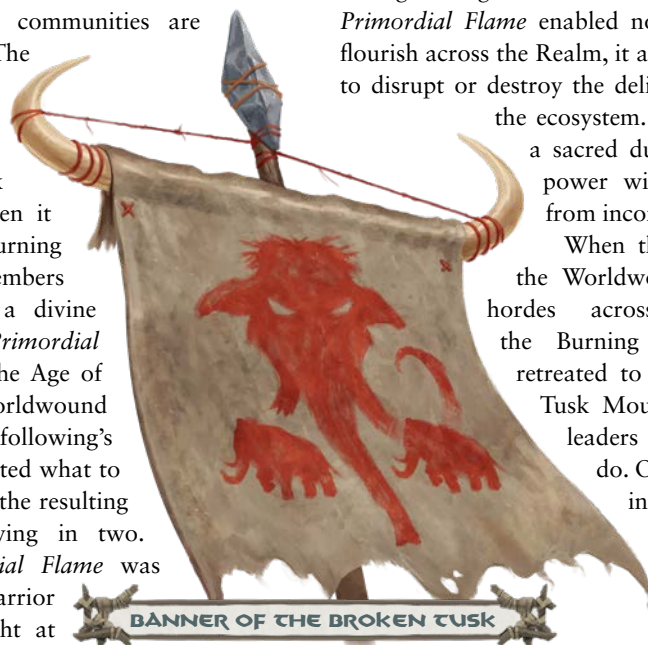 communities are
The
en it
urning
embers
a divine
rimordial
he Age of
orldwound
following's
ted what to
the resulting
ving in two.
ial Flame was
arrior
ht at
Primordial Flame enabled no
flourish across the Realm, it a
to disrupt or destroy the deli
the ecosystem.
a sacred du
power wi
from incor
When th
the Worldwo
hordes across
the Burning
retreated to
Tusk Mou
leaders
do. O
in
BANNER OF THE BROKEN TUSK